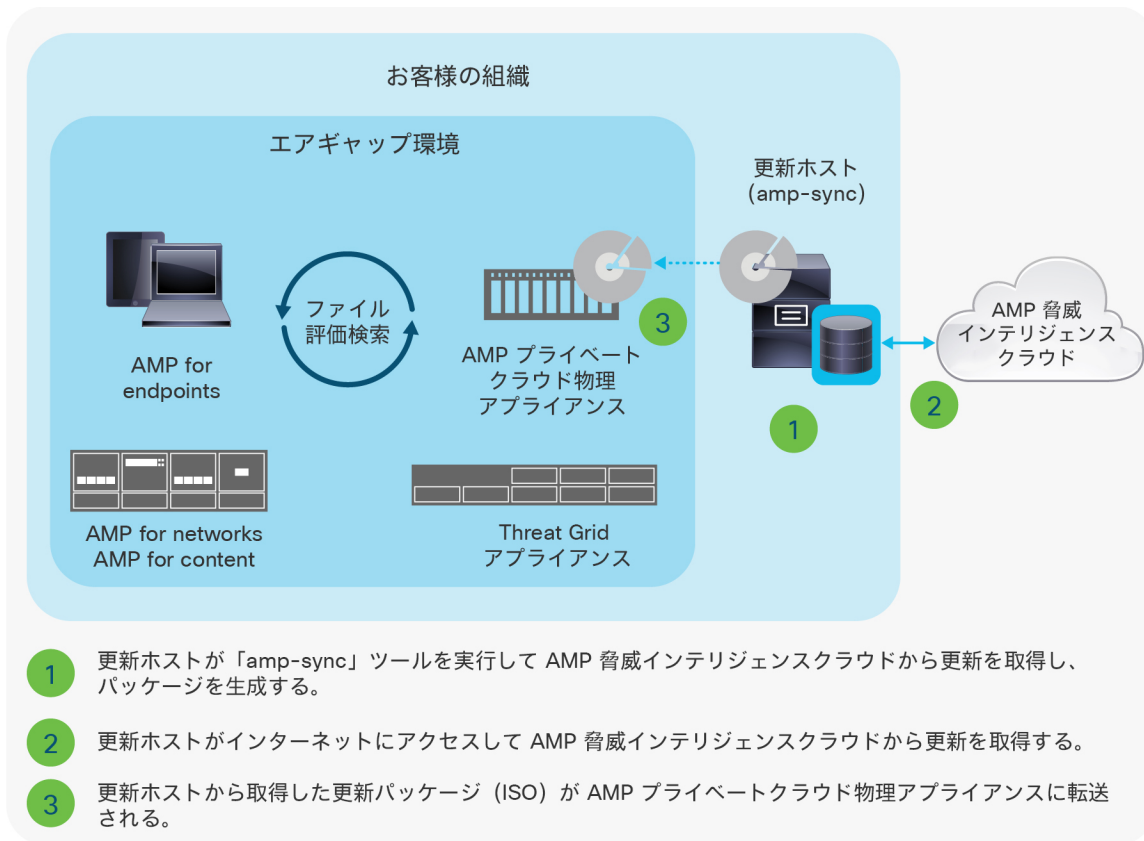 お客様の組織
エアギャップ環境
更新ホスト
(amp-sync)
ファイル
評価検索
AMP for
endpoints
3
AMP プライベート
クラウド物理
アプライアンス
AMP 脅威
インテリジェンス
クラウド
1
2
AMP for networks
AMP for content
Threat Grid
アプライアンス
1
更新ホストが「amp-sync」ツールを実行して AMP 脅威インテリジェンスクラウドから更新を取得し、
パッケージを生成する。
2
更新ホストがインターネットにアクセスして AMP 脅威インテリジェンスクラウドから更新を取得する。
3
更新ホストから取得した更新パッケージ（ISO）が AMP プライベートクラウド物理アプライアンスに転送
される。